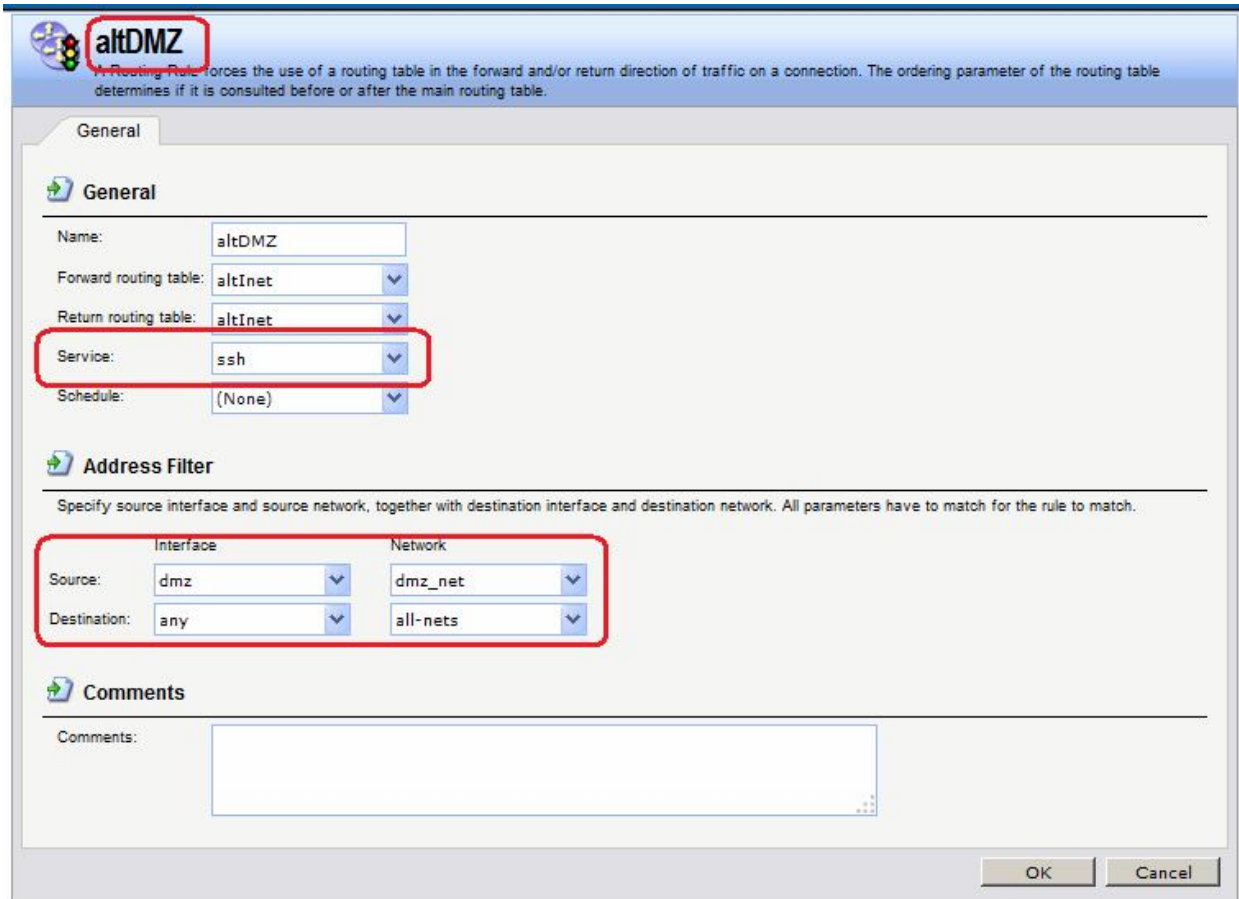 altDMZ
A Routing Rule forces the use of a routing table in the forward and/or return direction of traffic on a connection. The ordering parameter of the routing table
determines if it is consulted before or after the main routing table.
General
General
Name: altDMZ
Forward routing table: altInet
Return routing table: altInet
Service: ssh
Schedule: (None)
Address Filter
Specify source interface and source network, together with destination interface and destination network. All parameters have to match for the rule to match.
Interface Network
Source: dmz dmz_net
Destination: any all-nets
Comments
Comments:
OK Cancel